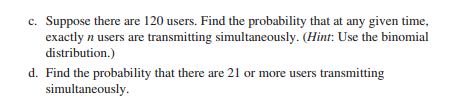 c. Suppose there are 120 users. Find the probability that at any given time,
exactly n users are transmitting simultaneously. (Hint: Use the binomial
distribution.)
d. Find the probability that there are 21 or more users transmitting
simultaneously.